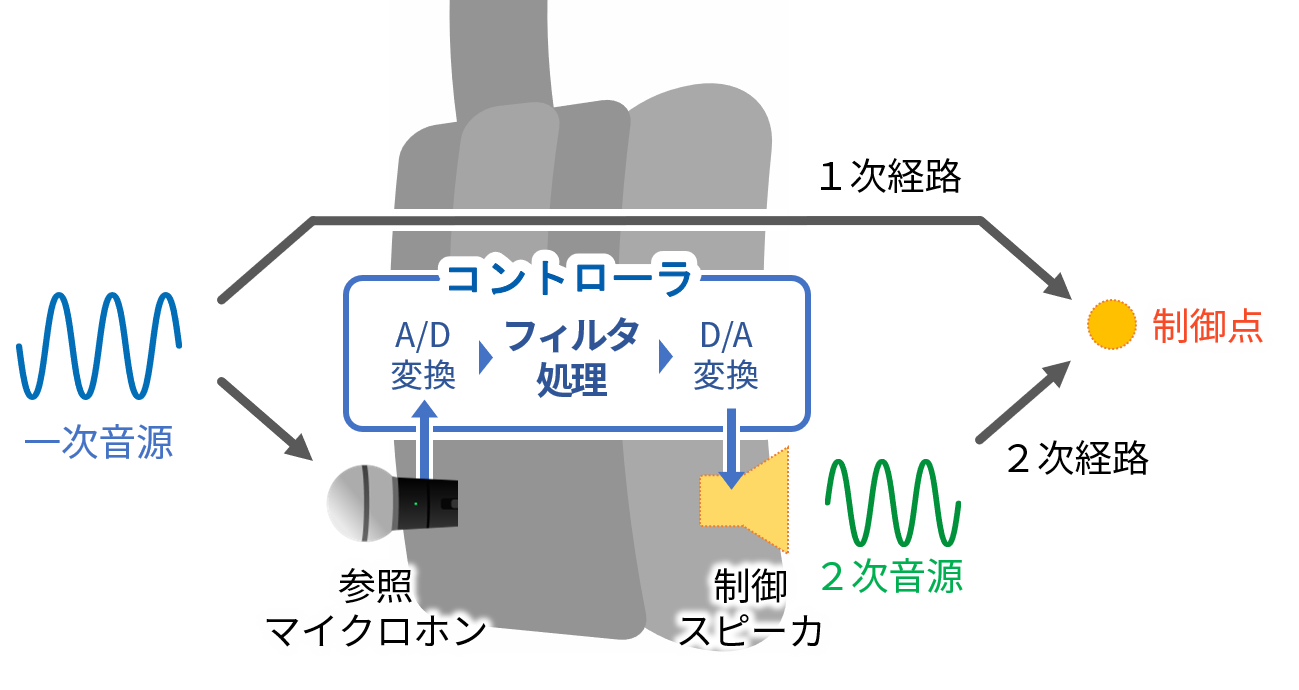 １次経路
コントローラ
A/D
変換
フィルタ
処理
D/A
変換
制御点
一次音源
２次経路
参照
マイクロホン
制御
スピーカ
２次音源